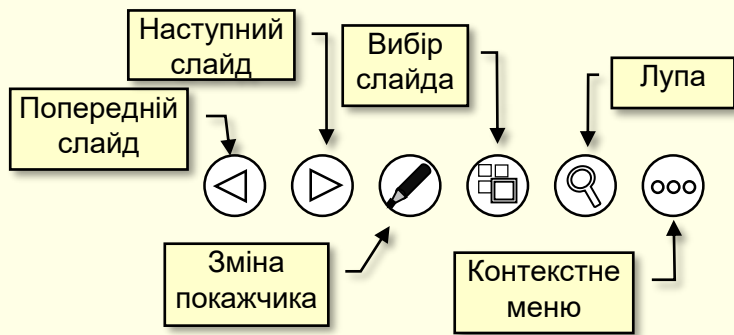 Наступний
слайд
Вибір
слайда
Лупа
Попередній
слайд
Зміна
покажчика
Контекстне
меню